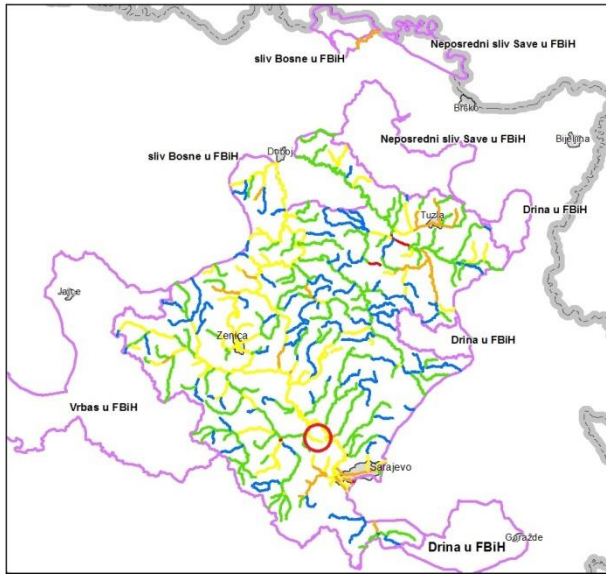 sliv Bosne u FBiH
Neposredni sliv Save u FBiH
Brčko
Neposredni sliv Save u FBiH
Bijeljina
sliv Bosne u FBiH
Doboj
Tuzla
Drina u FBiH
Jajce
Zenica
Drina u FBiH
Vrbas u FBiH
Sarajevo
Drina u FBiH
Goražde